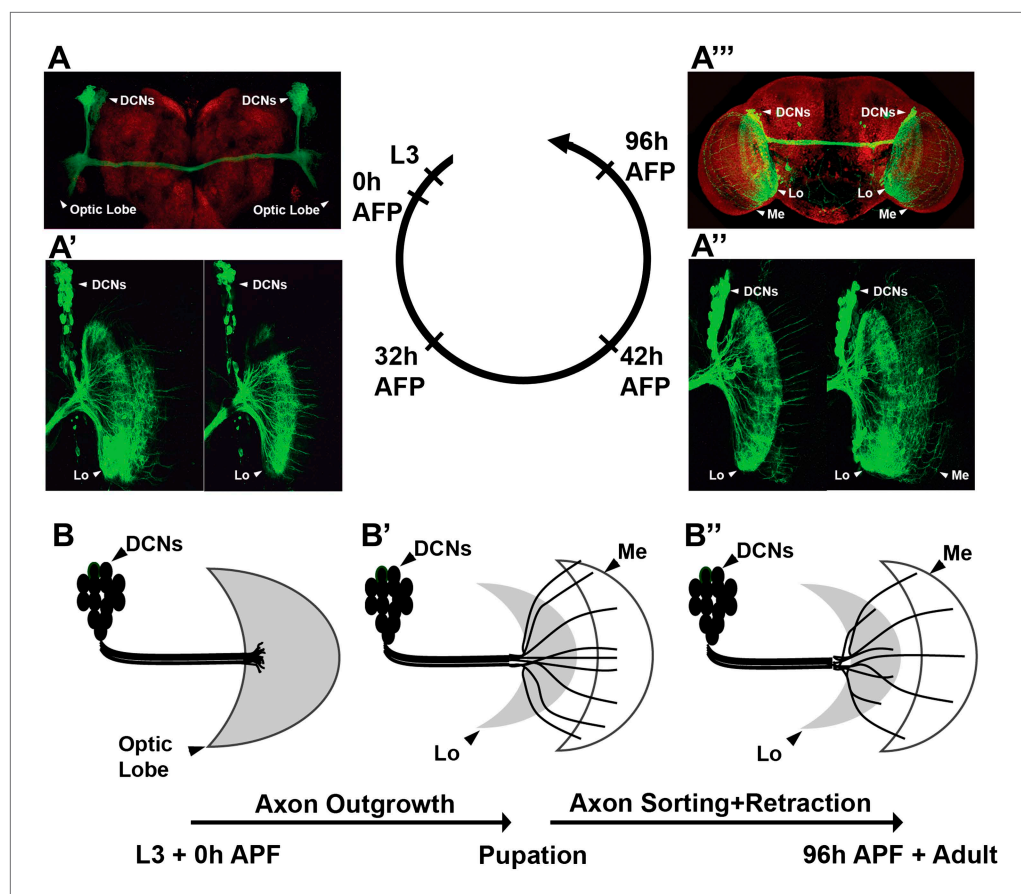 A
DCNs
DCNs
Optic Lobe
Optic Lobe
A'
DCNs
DCNs
Lo
Lo
L3
0h
AFP
32h
AFP
42h
AFP
96h
AFP
A'''
DCNs
DCNs
Lo
Lo
Me
Me
A''
DCNs
DCNs
Lo
Lo
Me
B
DCNs
Optic
Lobe
B'
DCNs
Me
Lo
B''
DCNs
Me
Lo
Axon Outgrowth
Axon Sorting+Retraction
L3 + 0h APF
Pupation
96h APF + Adult